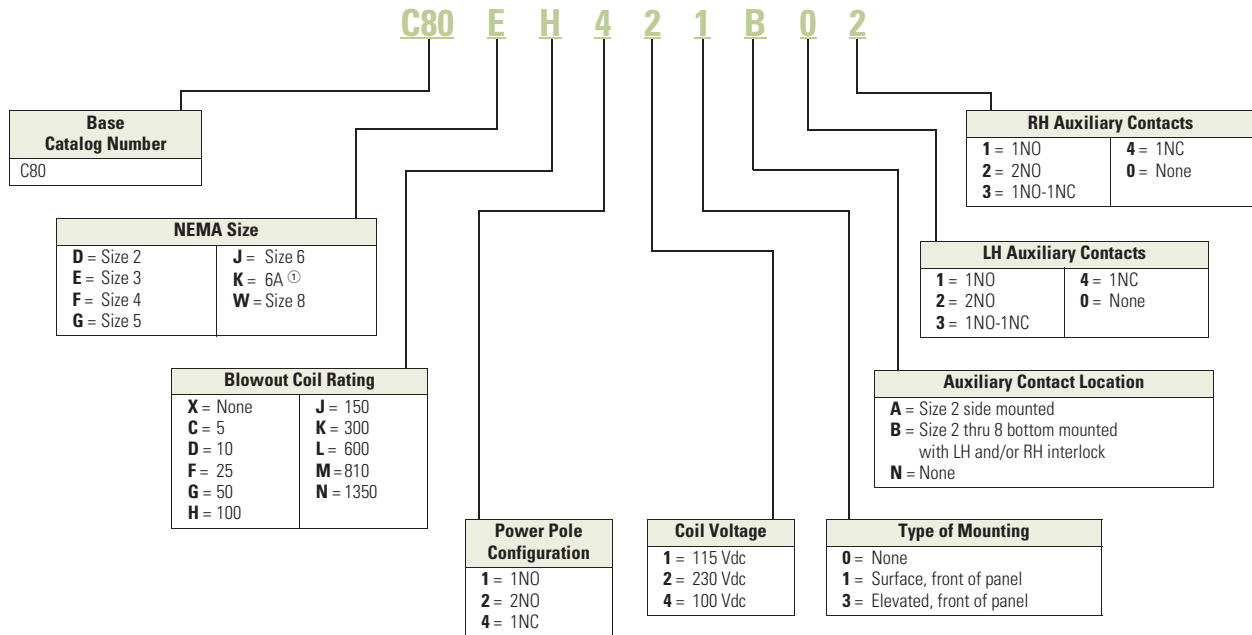 C80 E H 4 2 1 B 0 2
Base
Catalog Number
C80
NEMA Size
D = Size 2
E = Size 3
F = Size 4
G = Size 5
J = Size 6
K = 6A ①
W = Size 8
Blowout Coil Rating
X = None
C = 5
D = 10
F = 25
G = 50
H = 100
J = 150
K = 300
L = 600
M = 810
N = 1350
Power Pole
Configuration
1 = 1NO
2 = 2NO
4 = 1NC
Coil Voltage
1 = 115 Vdc
2 = 230 Vdc
4 = 100 Vdc
Type of Mounting
0 = None
1 = Surface, front of panel
3 = Elevated, front of panel
Auxiliary Contact Location
A = Size 2 side mounted
B = Size 2 thru 8 bottom mounted
with LH and/or RH interlock
N = None
LH Auxiliary Contacts
1 = 1NO
2 = 2NO
3 = 1NO-1NC
4 = 1NC
0 = None
RH Auxiliary Contacts
1 = 1NO
2 = 2NO
3 = 1NO-1NC
4 = 1NC
0 = None